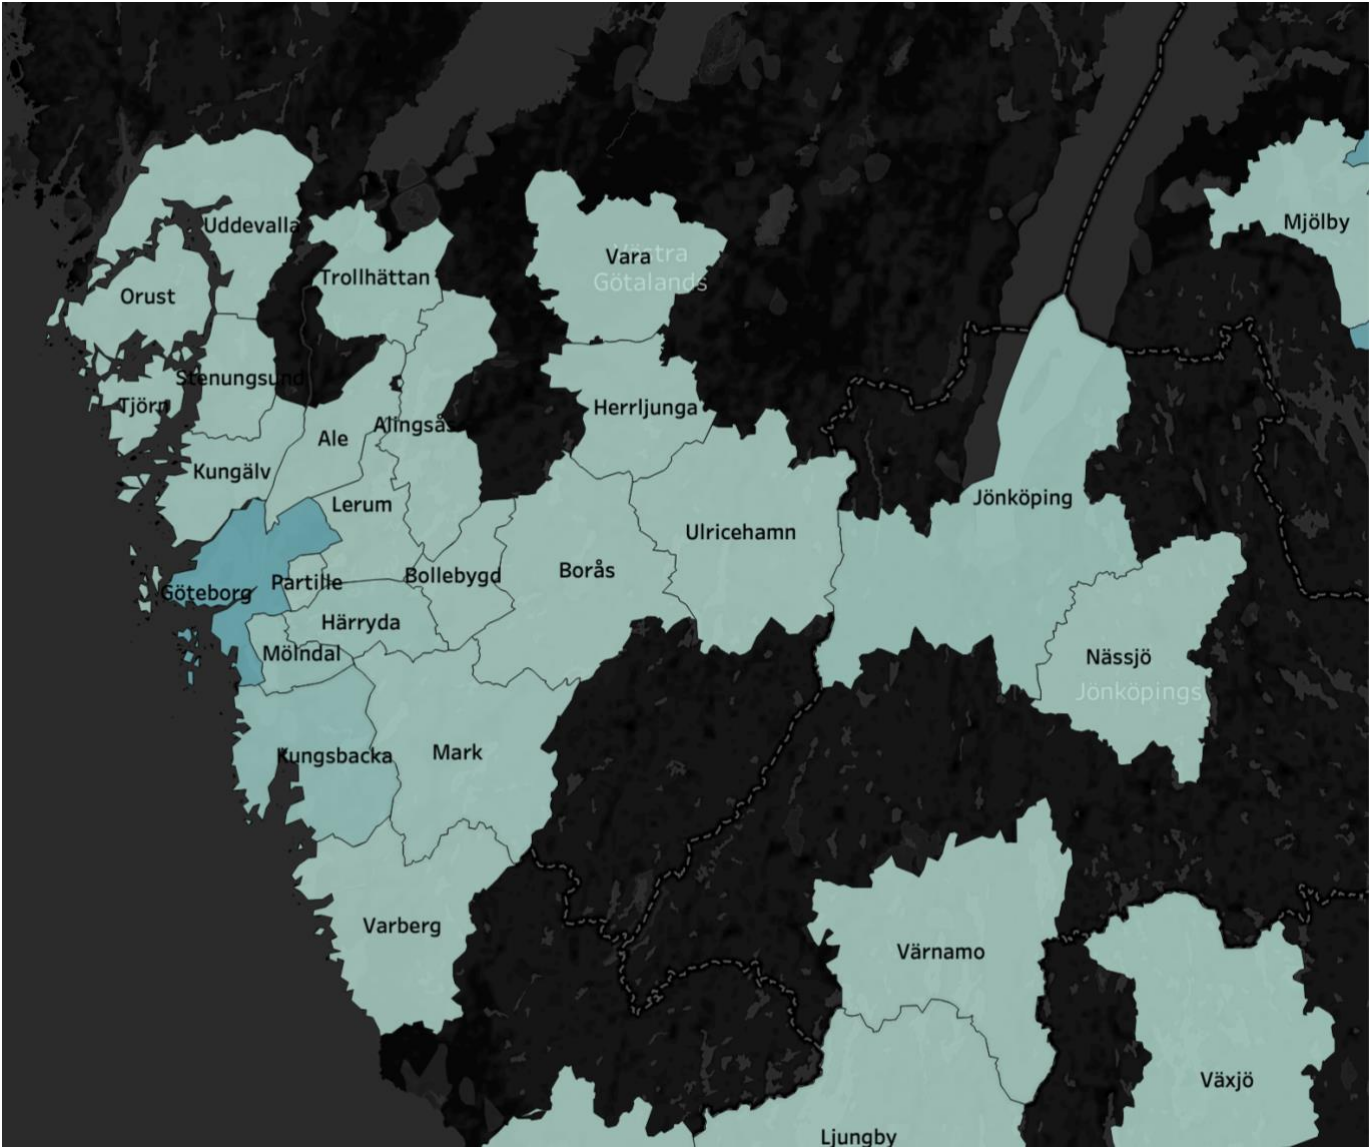 Mjölby
Uddevalla
Vara
Västra
Götalands
Trollhättan
Orust
Stenungsund
Tjörn
Herrljunga
Alingsås
Ale
Kungälv
Jönköping
Lerum
Ulricehamn
Borås
Bollebygd
Partille
Göteborg
Härryda
Mölndal
Nässjö
Jönköpings
Mark
Kungsbacka
Varberg
Värnamo
Växjö
Ljungby